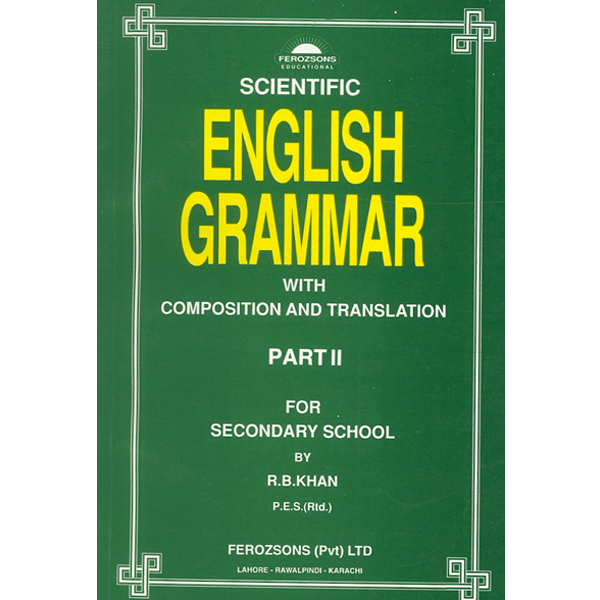 FEROZSONS
EDUCATIONAL
SCIENTIFIC
ENGLISH
GRAMMAR
WITH
COMPOSITION AND TRANSLATION
PART II
FOR
SECONDARY SCHOOL
BY
R.B.KHAN
P.E.S.(Rtd.)
FEROZSONS (Pvt) LTD
LAHORE - RAWALPINDI - KARACHI